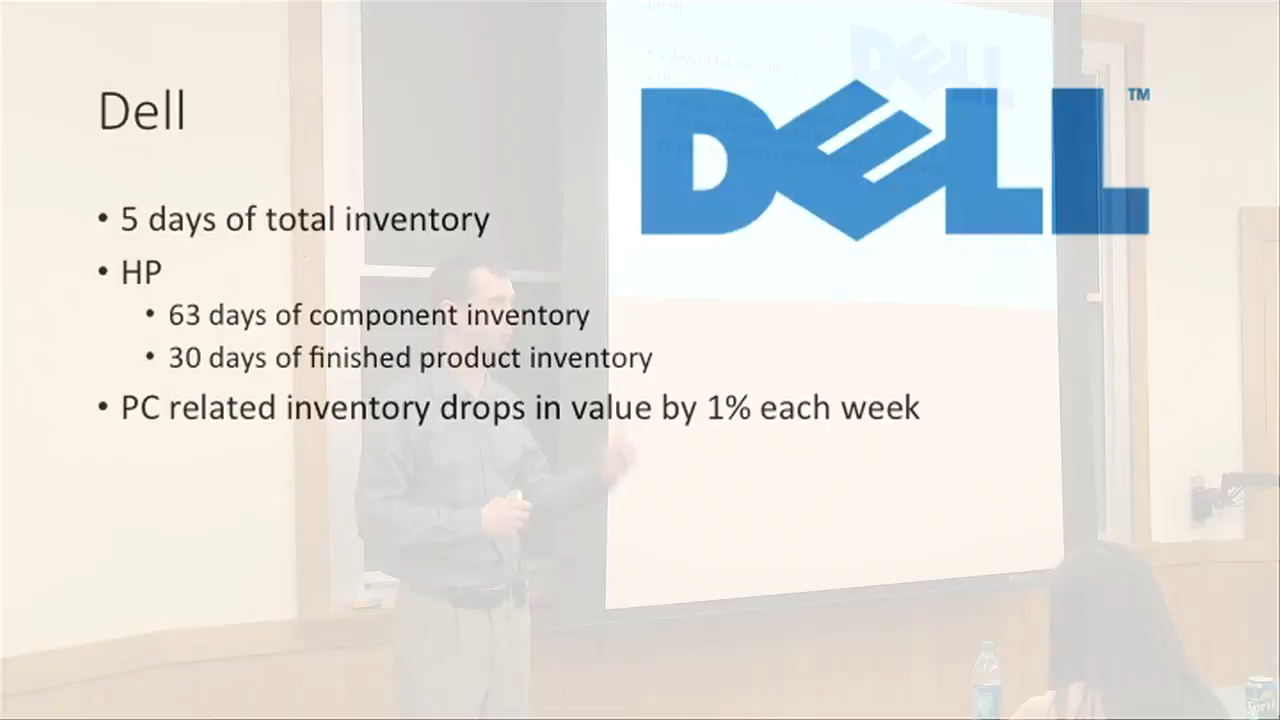 Dell
DELL™
• 5 days of total inventory
• HP
• 63 days of component inventory
• 30 days of finished product inventory
• PC related inventory drops in value by 1% each week